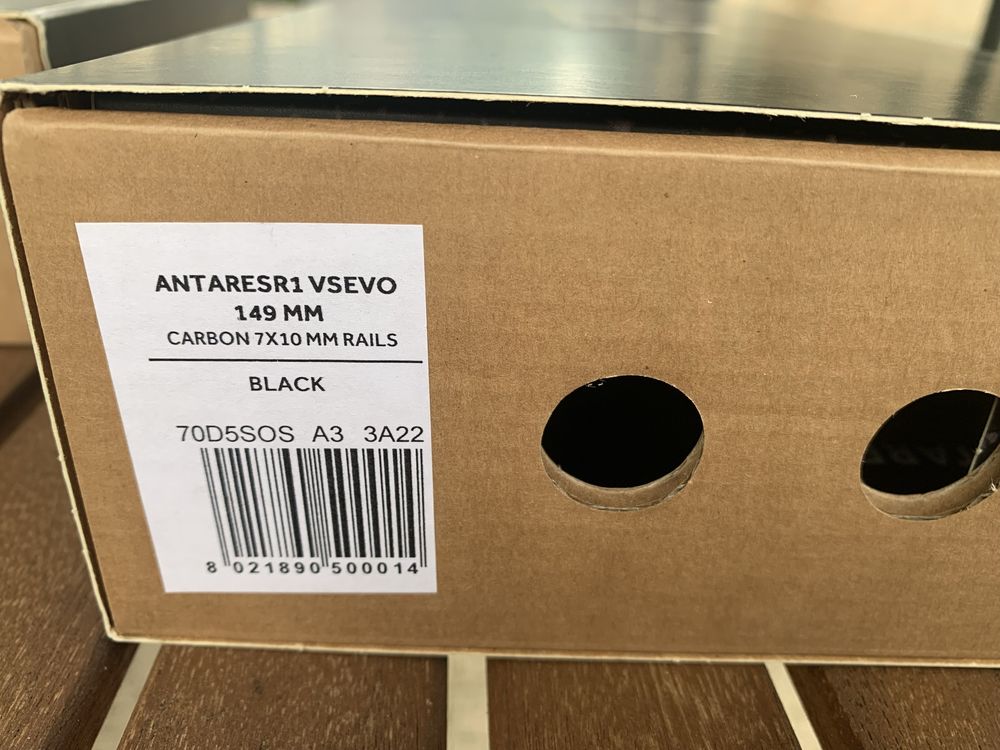 ANTARESR1 VSEVO
149 MM
CARBON 7X10 MM RAILS
BLACK
70D5SOS A3 3A22
8 021890 500014